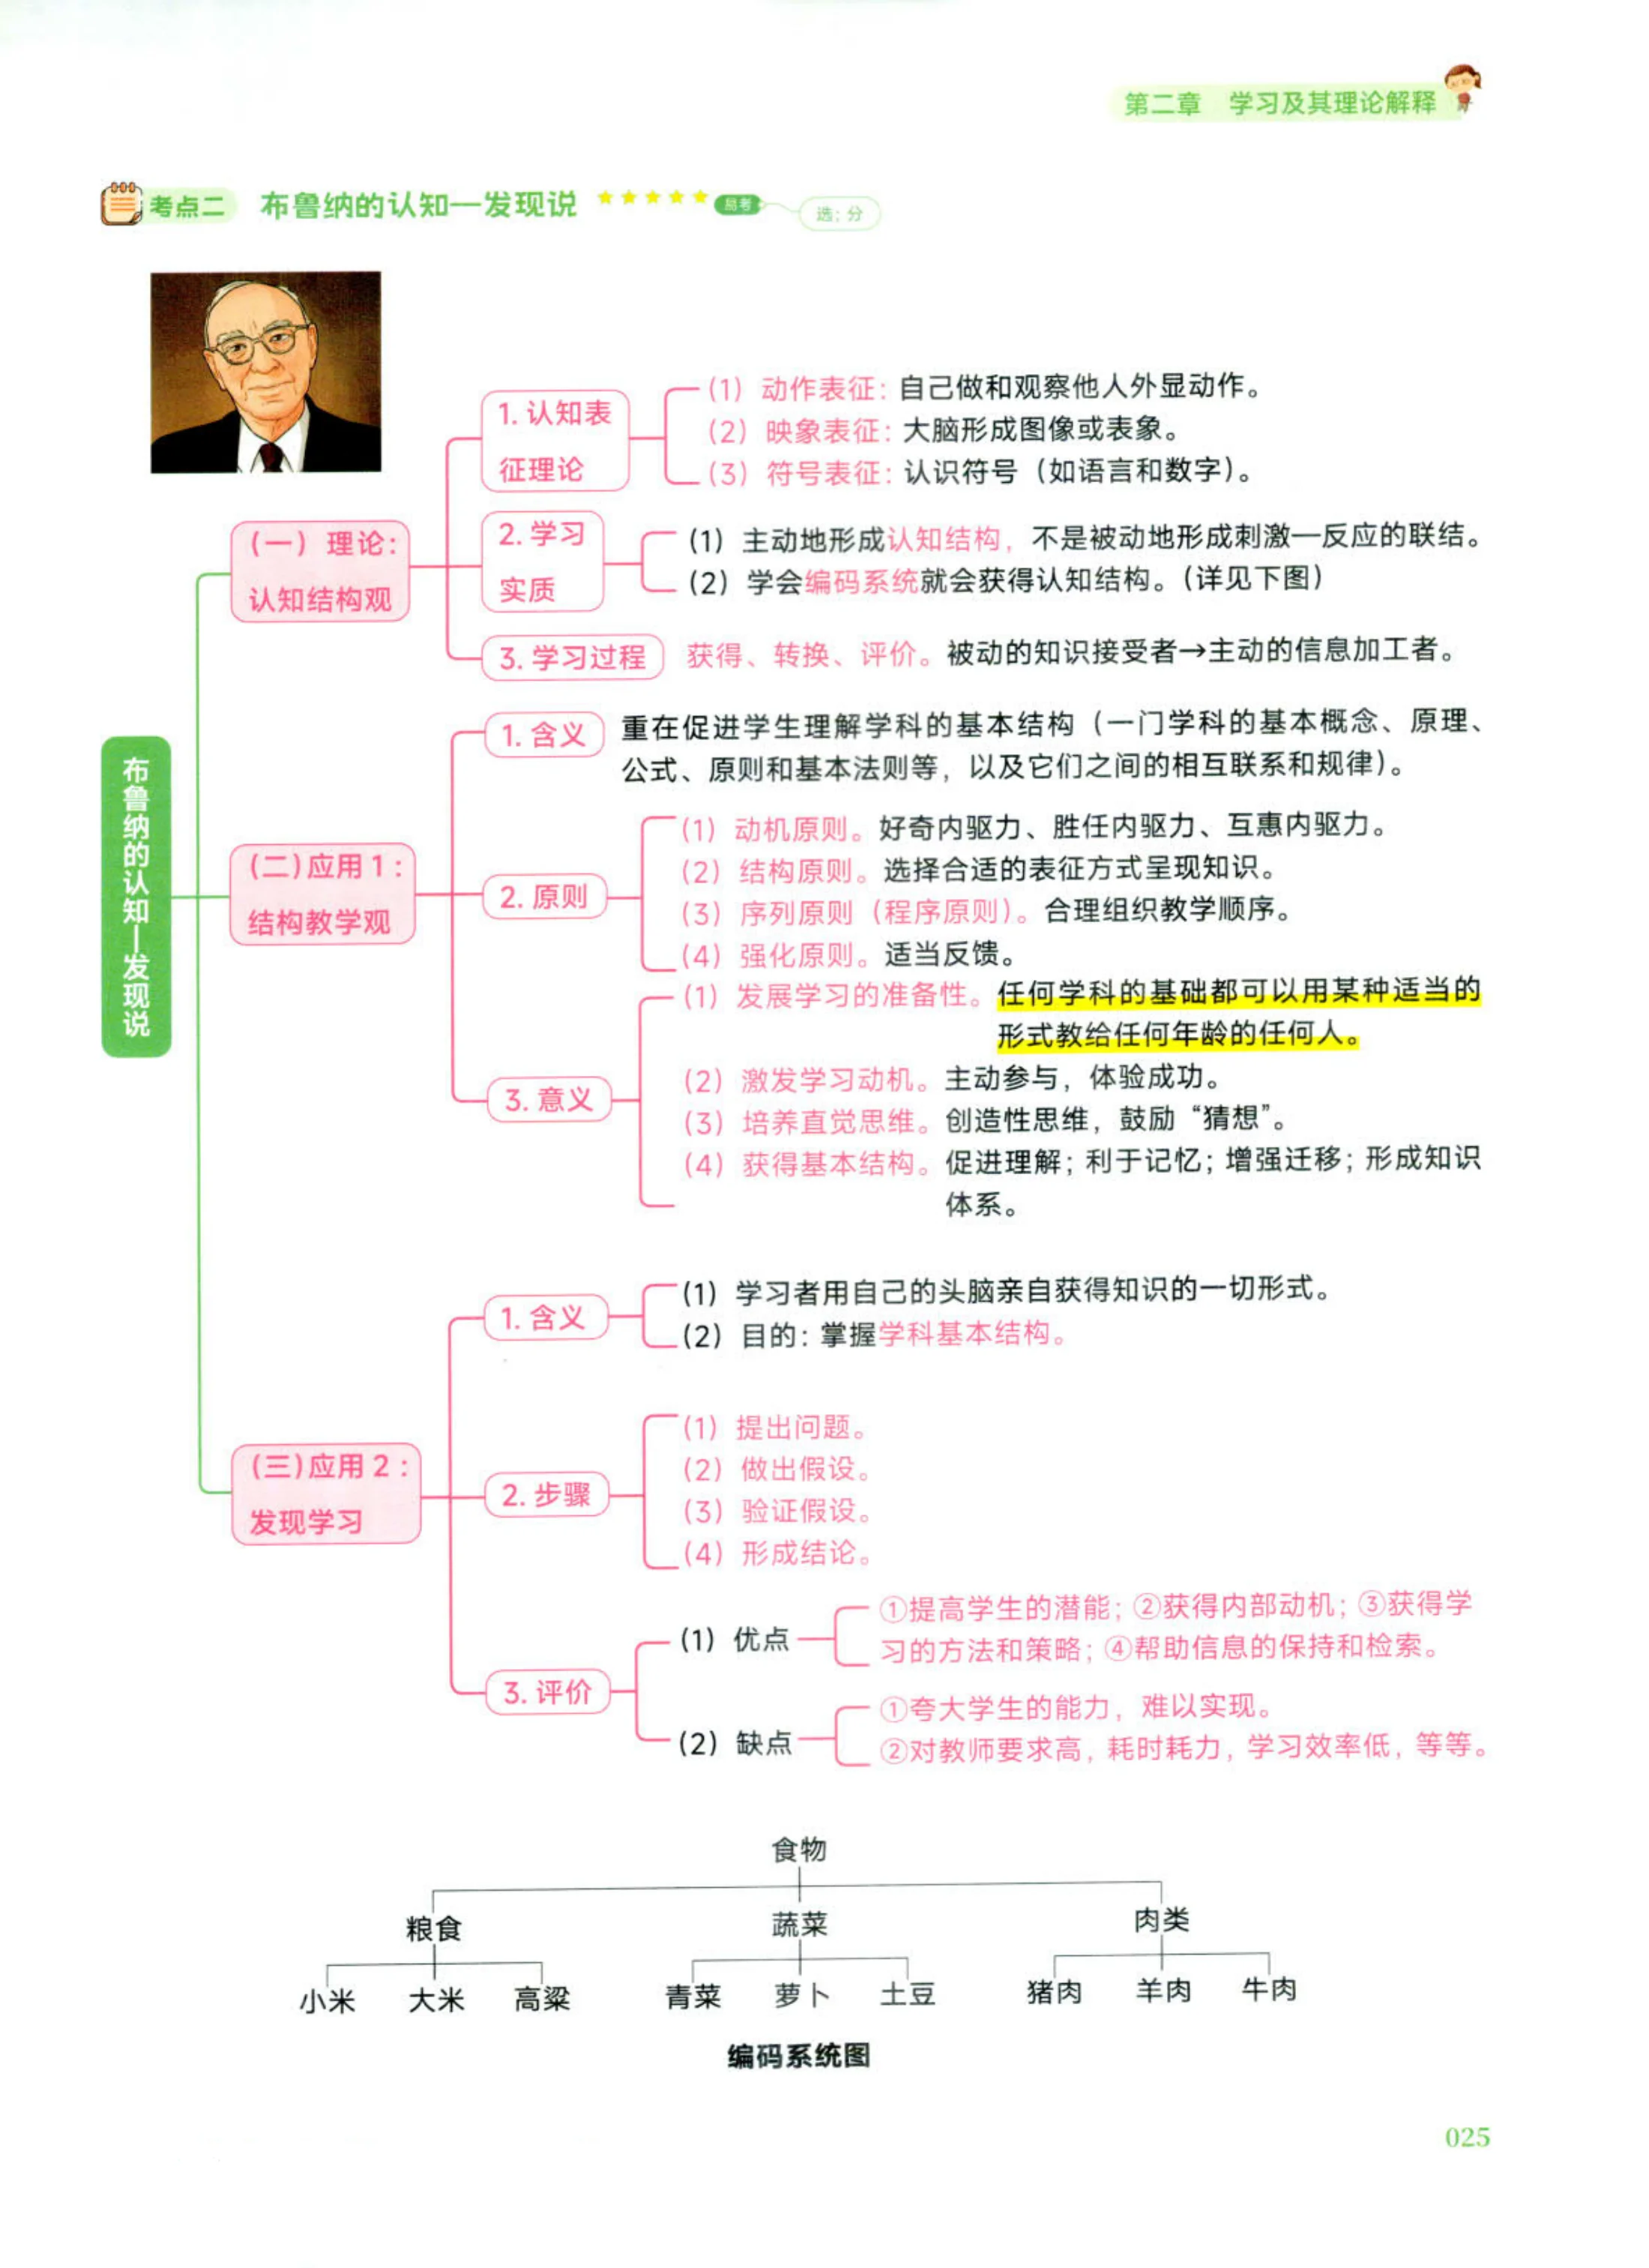 第二章 学习及其理论解释
考点二 布鲁纳的认知—发现说 易考 选；分
布鲁纳的认知—发现说
（一）理论：
认知结构观
1. 认知表
征理论
（1）动作表征：自己做和观察他人外显动作。
（2）映象表征：大脑形成图像或表象。
（3）符号表征：认识符号（如语言和数字）。
2. 学习
实质
（1）主动地形成认知结构，不是被动地形成刺激—反应的联结。
（2）学会编码系统就会获得认知结构。（详见下图）
3. 学习过程 获得、转换、评价。被动的知识接受者→主动的信息加工者。
（二）应用 1：
结构教学观
1. 含义 重在促进学生理解学科的基本结构（一门学科的基本概念、原理、
公式、原则和基本法则等，以及它们之间的相互联系和规律）。
2. 原则
（1）动机原则。好奇内驱力、胜任内驱力、互惠内驱力。
（2）结构原则。选择合适的表征方式呈现知识。
（3）序列原则（程序原则）。合理组织教学顺序。
（4）强化原则。适当反馈。
3. 意义
（1）发展学习的准备性。任何学科的基础都可以用某种适当的
形式教给任何年龄的任何人。
（2）激发学习动机。主动参与，体验成功。
（3）培养直觉思维。创造性思维，鼓励“猜想”。
（4）获得基本结构。促进理解；利于记忆；增强迁移；形成知识
体系。
（三）应用 2：
发现学习
1. 含义
（1）学习者用自己的头脑亲自获得知识的一切形式。
（2）目的：掌握学科基本结构。
2. 步骤
（1）提出问题。
（2）做出假设。
（3）验证假设。
（4）形成结论。
3. 评价
（1）优点
①提高学生的潜能；②获得内部动机；③获得学
习的方法和策略；④帮助信息的保持和检索。
（2）缺点
①夸大学生的能力，难以实现。
②对教师要求高，耗时耗力，学习效率低，等等。
食物
粮食 蔬菜 肉类
小米 大米 高粱 青菜 萝卜 土豆 猪肉 羊肉 牛肉
编码系统图
025